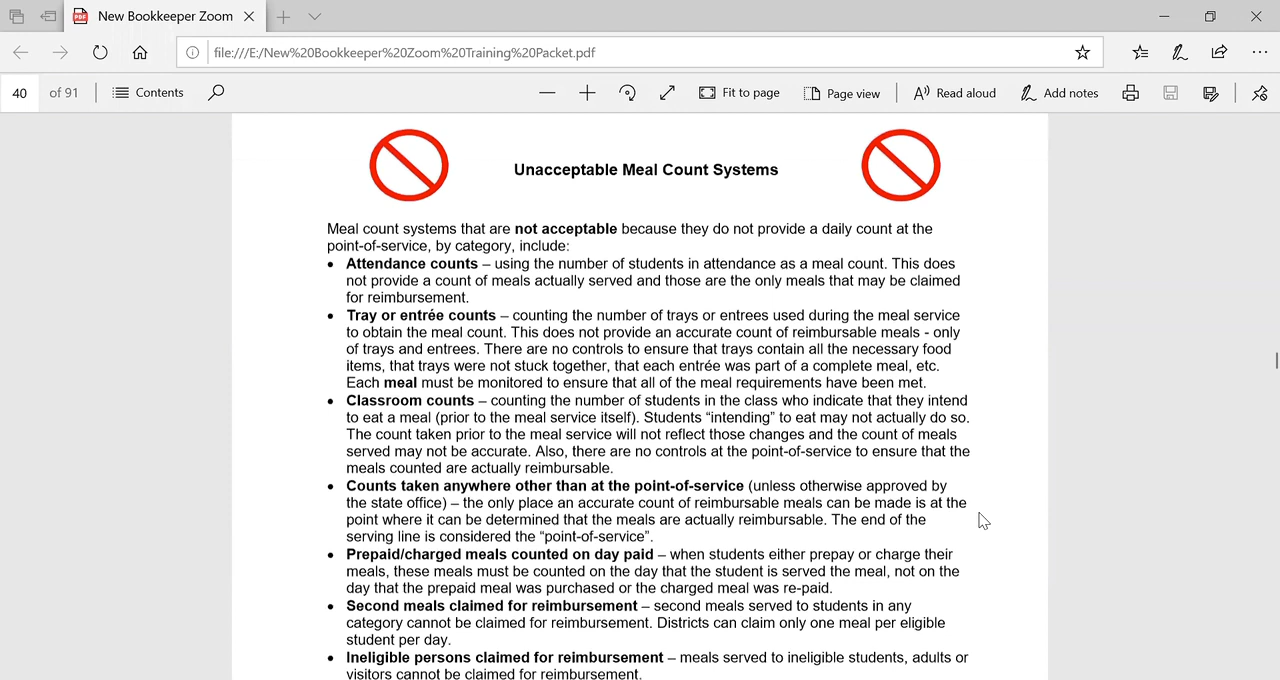 New Bookkeeper Zoom
file:///E:/New%20Bookkeeper%20Zoom%20Training%20Packet.pdf
40 of 91 Contents Fit to page Page view Read aloud Add notes
Unacceptable Meal Count Systems
Meal count systems that are not acceptable because they do not provide a daily count at the
point-of-service, by category, include:
• Attendance counts – using the number of students in attendance as a meal count. This does
not provide a count of meals actually served and those are the only meals that may be claimed
for reimbursement.
• Tray or entrée counts – counting the number of trays or entrees used during the meal service
to obtain the meal count. This does not provide an accurate count of reimbursable meals - only
of trays and entrees. There are no controls to ensure that trays contain all the necessary food
items, that trays were not stuck together, that each entrée was part of a complete meal, etc.
Each meal must be monitored to ensure that all of the meal requirements have been met.
• Classroom counts – counting the number of students in the class who indicate that they intend
to eat a meal (prior to the meal service itself). Students “intending” to eat may not actually do so.
The count taken prior to the meal service will not reflect those changes and the count of meals
served may not be accurate. Also, there are no controls at the point-of-service to ensure that the
meals counted are actually reimbursable.
• Counts taken anywhere other than at the point-of-service (unless otherwise approved by
the state office) – the only place an accurate count of reimbursable meals can be made is at the
point where it can be determined that the meals are actually reimbursable. The end of the
serving line is considered the “point-of-service”.
• Prepaid/charged meals counted on day paid – when students either prepay or charge their
meals, these meals must be counted on the day that the student is served the meal, not on the
day that the prepaid meal was purchased or the charged meal was re-paid.
• Second meals claimed for reimbursement – second meals served to students in any
category cannot be claimed for reimbursement. Districts can claim only one meal per eligible
student per day.
• Ineligible persons claimed for reimbursement – meals served to ineligible students, adults or
visitors cannot be claimed for reimbursement.